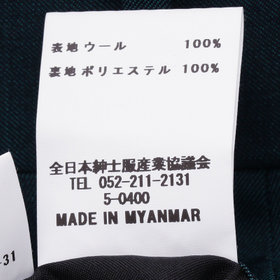 表地ウール 100%
裏地ポリエステル 100%
全日本紳士服産業協議会
TEL 052-211-2131
5-0400
MADE IN MYANMAR
-31